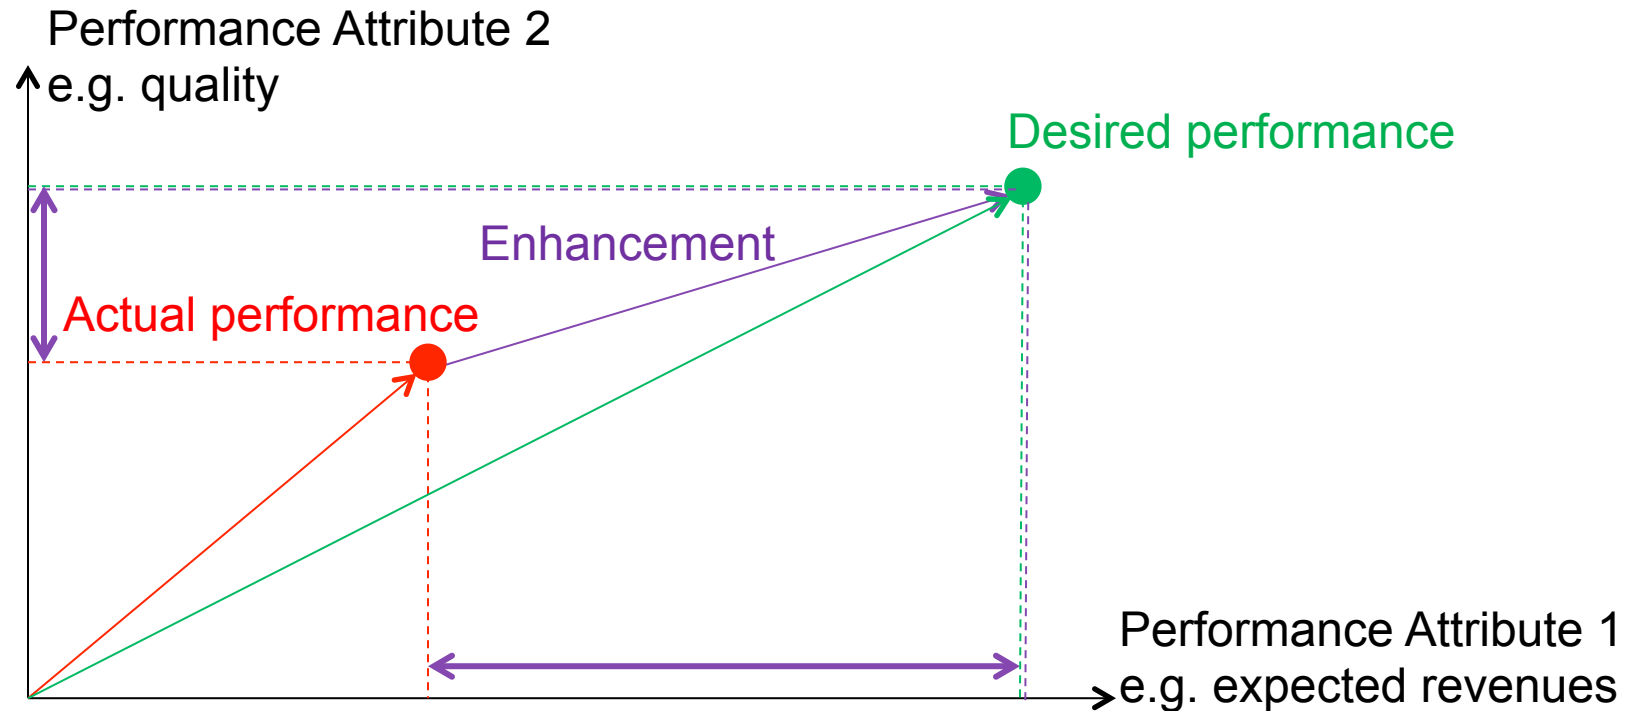 Performance Attribute 2
e.g. quality
Desired performance
Enhancement
Actual performance
Performance Attribute 1
e.g. expected revenues